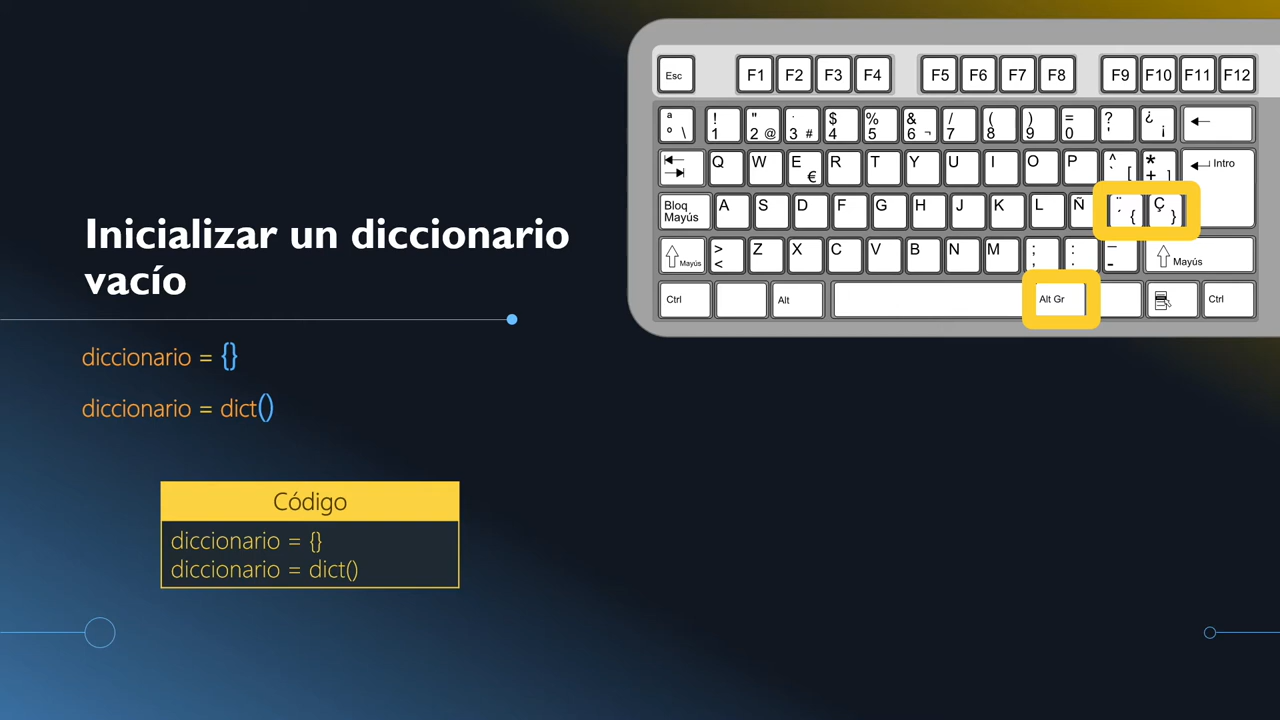 Inicializar un diccionario
vacío
diccionario = {}
diccionario = dict()
Código
diccionario = {}
diccionario = dict()
Esc F1 F2 F3 F4 F5 F6 F7 F8 F9 F10 F11 F12
ª º \ ! 1 " 2 @ · 3 # $ 4 % 5 & 6 ¬ / 7 ( 8 ) 9 = 0 ? ' ¿ ¡ ←
Q W E € R T Y U I O P ^ ` [ * + ] Intro
Bloq Mayús A S D F G H J K L Ñ ¨ ´ { Ç }
Mayús > < Z X C V B N M ; , : . _ - Mayús
Ctrl Alt Alt Gr Ctrl